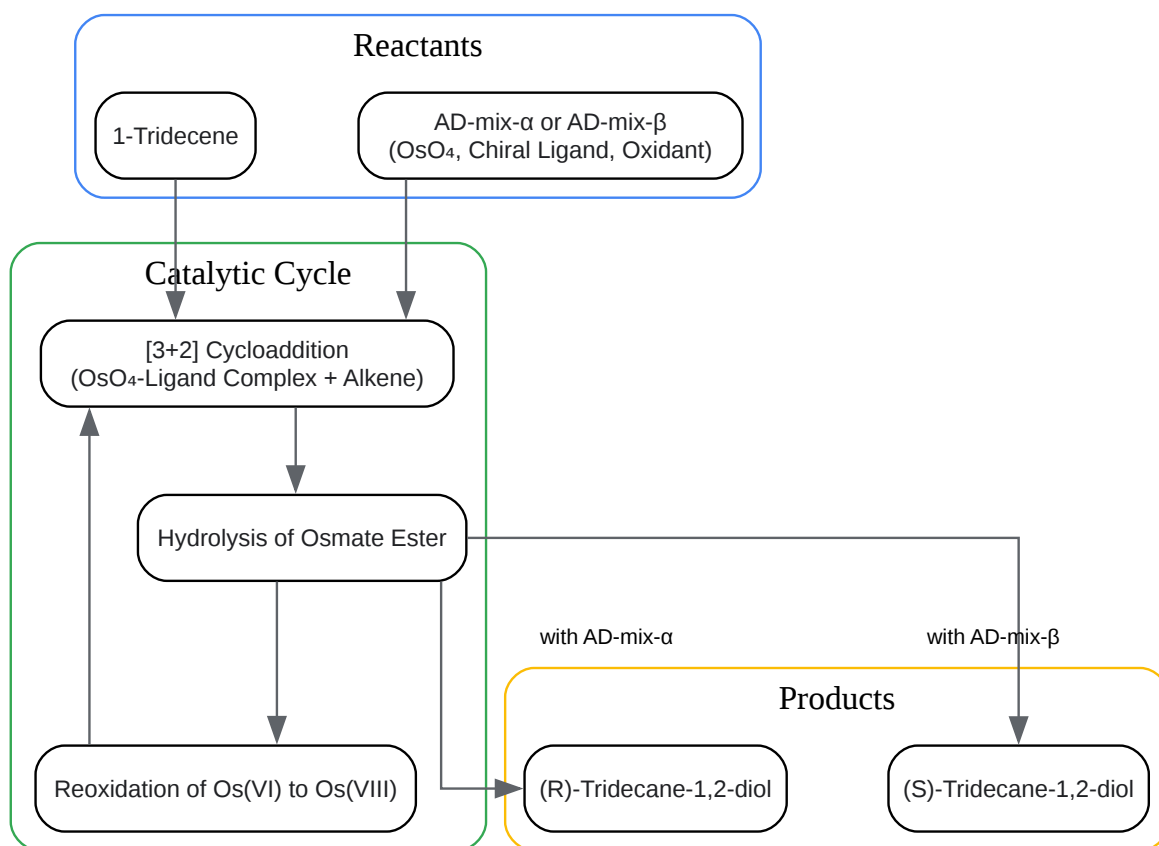 Reactants
1-Tridecene
AD-mix-α or AD-mix-β
(OsO₄, Chiral Ligand, Oxidant)
Catalytic Cycle
[3+2] Cycloaddition
(OsO₄-Ligand Complex + Alkene)
Hydrolysis of Osmate Ester
with AD-mix-α
with AD-mix-β
Products
Reoxidation of Os(VI) to Os(VIII)
(R)-Tridecane-1,2-diol
(S)-Tridecane-1,2-diol